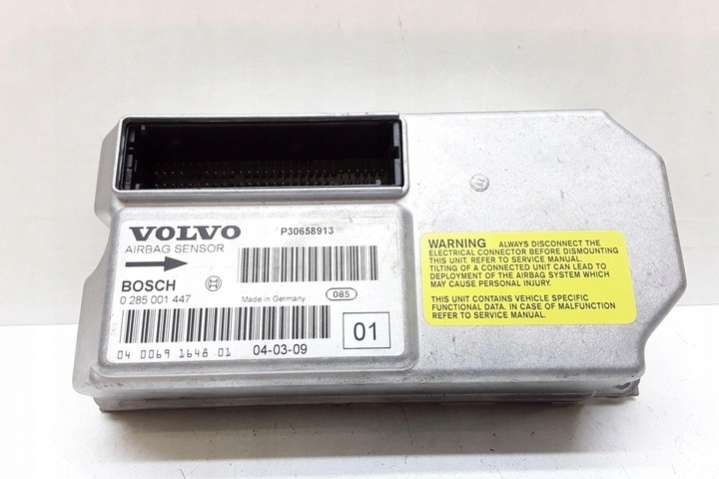 VOLVO
P30658913
AIRBAG SENSOR
BOSCH
0 285 001 447
Made in Germany
085
01
04 0069 1648 01
04-03-09
WARNING ALWAYS DISCONNECT THE
ELECTRICAL CONNECTOR BEFORE DISMOUNTING
THIS UNIT. REFER TO SERVICE MANUAL.
TILTING OF A CONNECTED UNIT CAN LEAD TO
DEPLOYMENT OF THE AIRBAG SYSTEM WHICH
MAY CAUSE PERSONAL INJURY.
THIS UNIT CONTAINS VEHICLE SPECIFIC
FUNCTIONAL DATA. IN CASE OF MALFUNCTION
REFER TO SERVICE MANUAL.